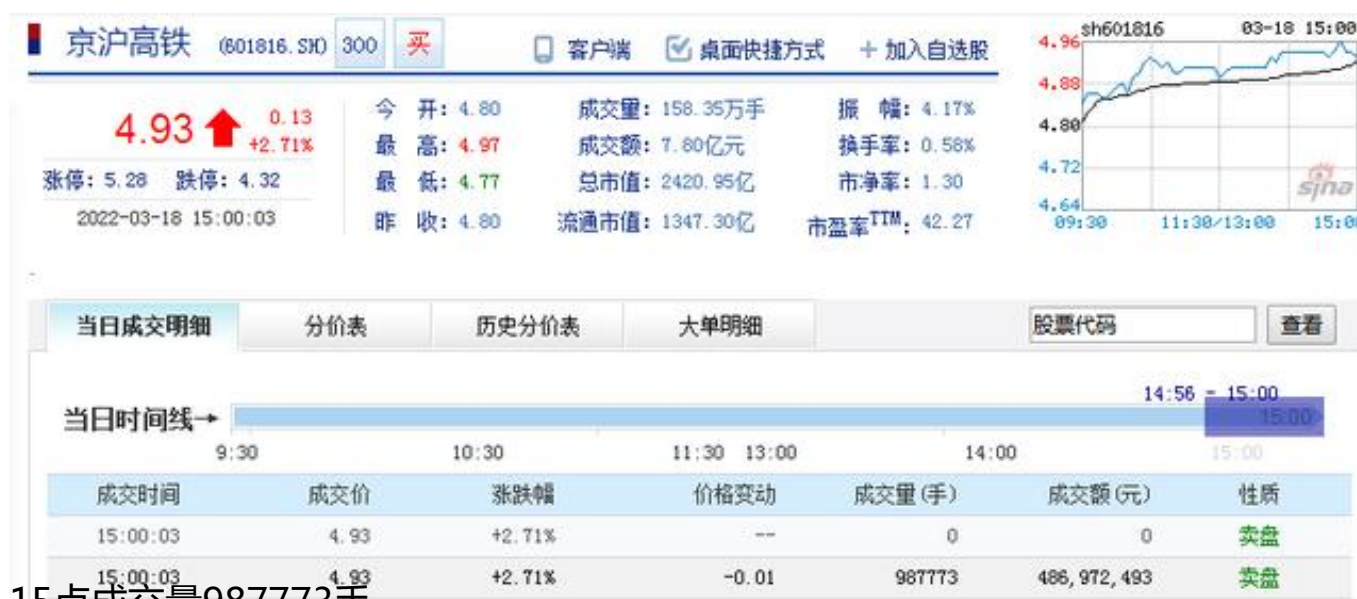 京沪高铁 (601816.SH) 300 买 客户端 桌面快捷方式 + 加入自选股
sh601816 03-18 15:00
4.96
4.88
4.80
4.72
4.64
09:30 11:30/13:00 15:0
sina
4.93 0.13 +2.71%
涨停: 5.28 跌停: 4.32
2022-03-18 15:00:03
今 开: 4.80 成交量: 158.35万手 振 幅: 4.17%
最 高: 4.97 成交额: 7.80亿元 换手率: 0.58%
最 低: 4.77 总市值: 2420.95亿 市净率: 1.30
昨 收: 4.80 流通市值: 1347.30亿 市盈率TTM: 42.27
当日成交明细 分价表 历史分价表 大单明细 股票代码 查看
14:56 - 15:00
当日时间线→ 15:00
9:30 10:30 11:30 13:00 14:00 15:00
成交时间 成交价 涨跌幅 价格变动 成交量(手) 成交额(元) 性质
15:00:03 4.93 +2.71% -- 0 0 卖盘
15:00:03 4.93 +2.71% -0.01 987773 486,972,493 卖盘
15点成交量987773手